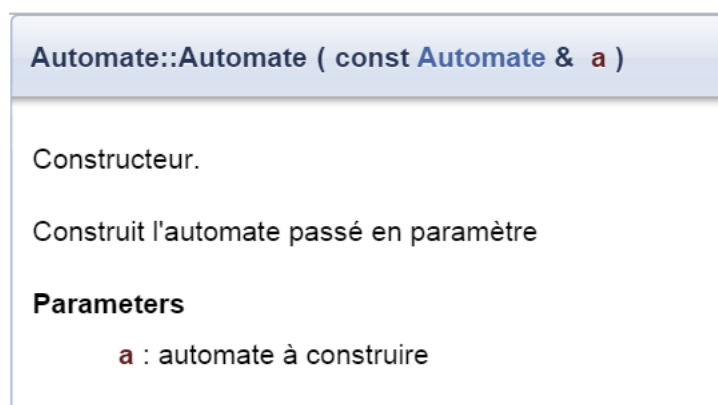 Automate::Automate ( const Automate & a )
Constructeur.
Construit l'automate passé en paramètre
Parameters
a : automate à construire